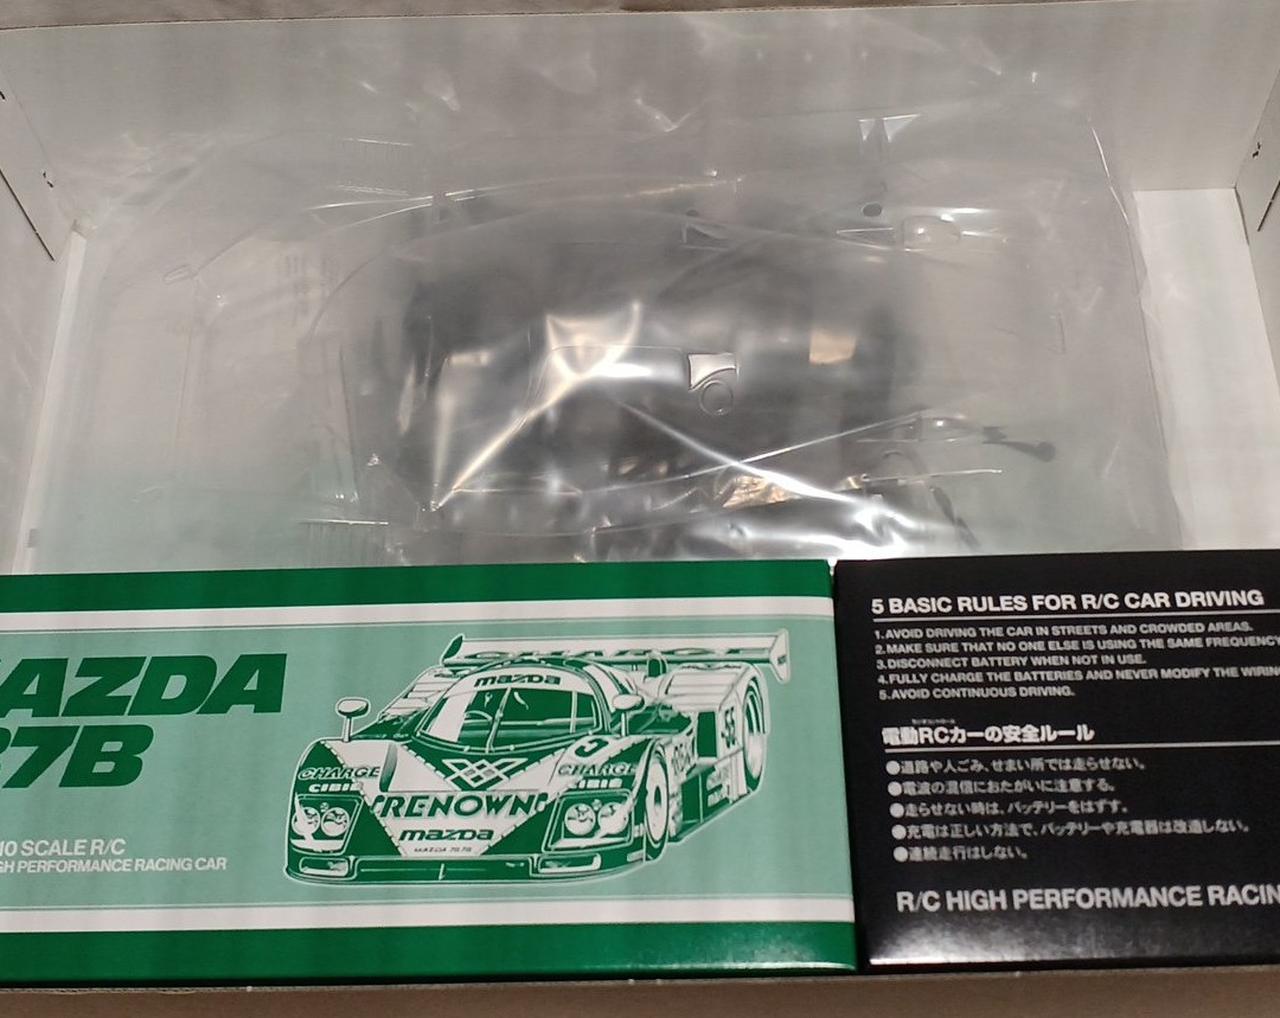 AZDA
87B
10 SCALE R/C
GH PERFORMANCE RACING CAR
CHARGE
mazda
CHARGE
CIBIE
CHARGE
CIBIE
RENOWN
mazda
MAZDA 787B
55
5 BASIC RULES FOR R/C CAR DRIVING
1.AVOID DRIVING THE CAR IN STREETS AND CROWDED AREAS.
2.MAKE SURE THAT NO ONE ELSE IS USING THE SAME FREQUENCY
3.DISCONNECT BATTERY WHEN NOT IN USE.
4.FULLY CHARGE THE BATTERIES AND NEVER MODIFY THE WIRIN
5.AVOID CONTINUOUS DRIVING.
電動RCカーの安全ルール
●道路や人ごみ、せまい所では走らせない。
●電波の混信におたがいに注意する。
●走らせない時は、バッテリーをはずす。
●充電は正しい方法で、バッテリーや充電器は改造しない。
●連続走行はしない。
R/C HIGH PERFORMANCE RACIN